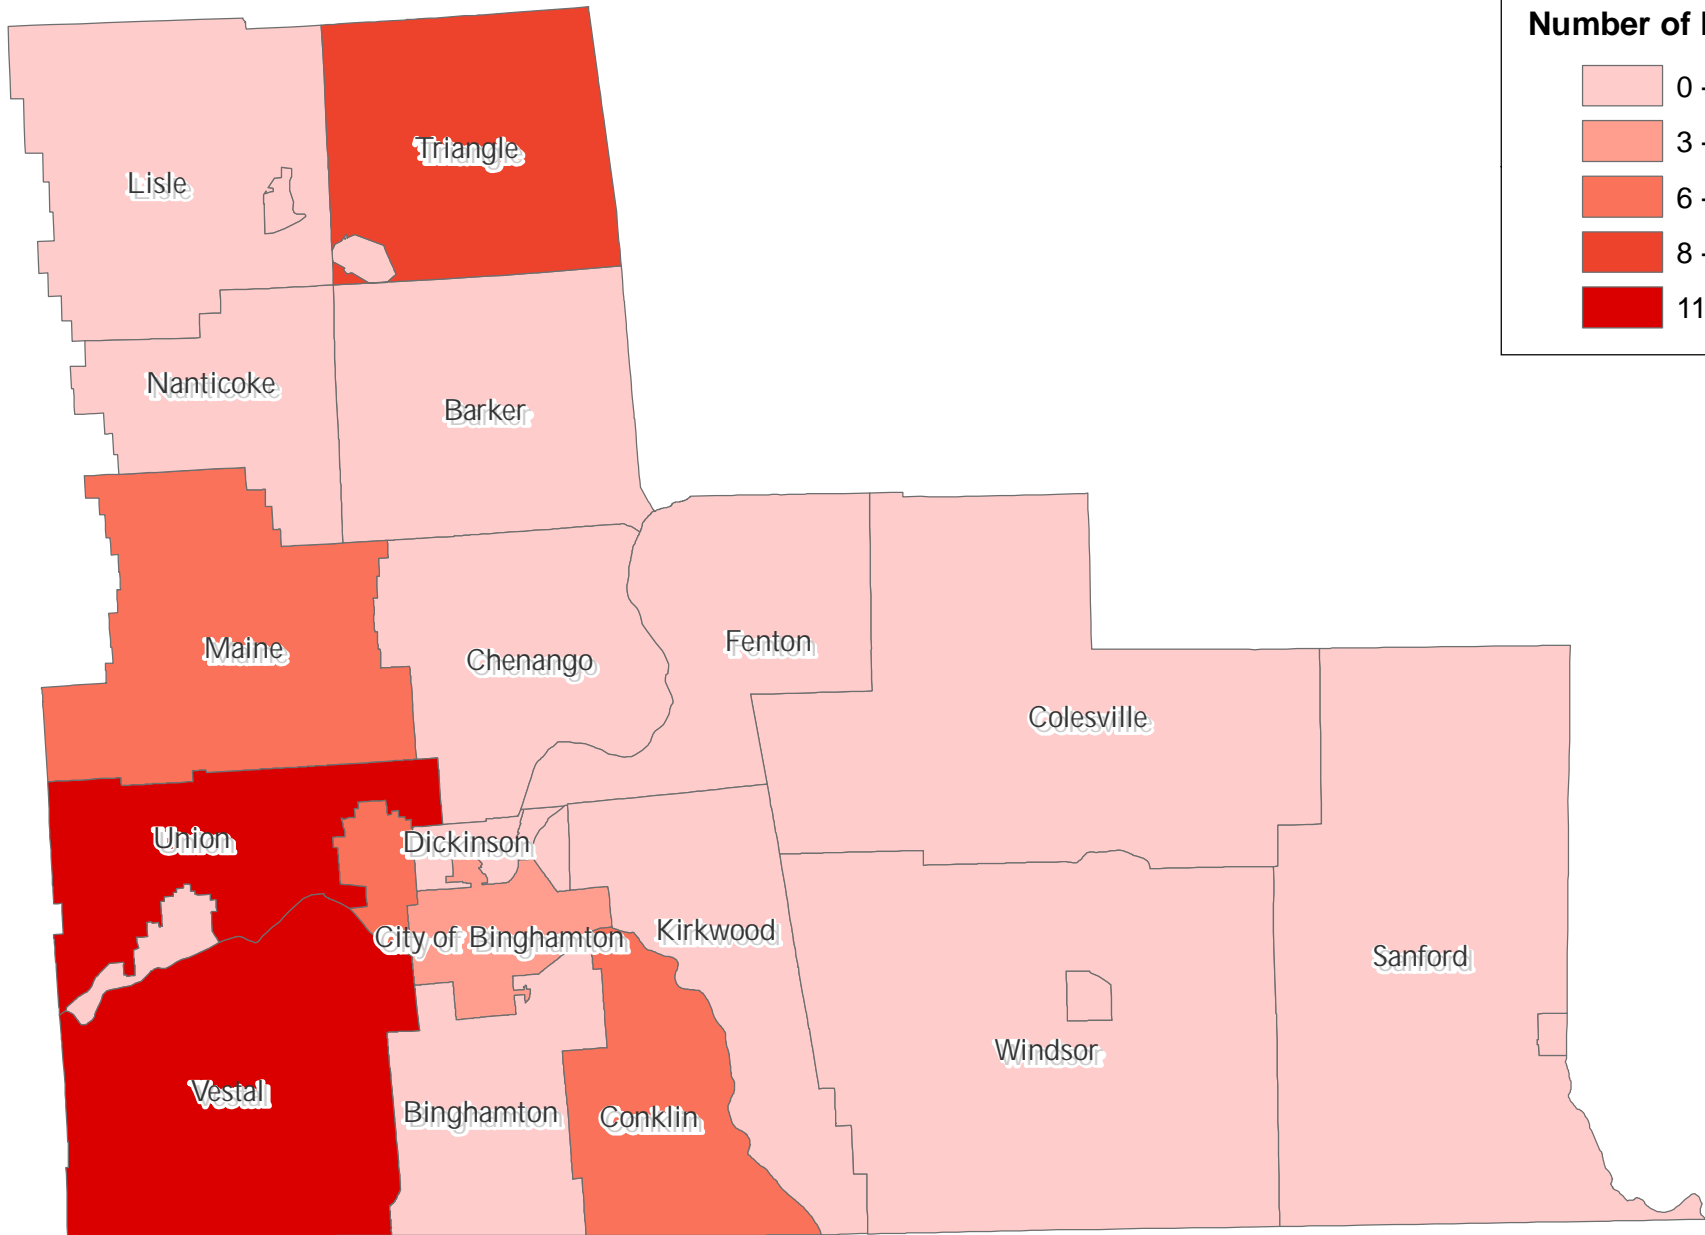 Number of
0 -
3 -
6 -
8 -
11
Triangle
Lisle
Nanticoke
Barker
Maine
Chenango
Fenton
Colesville
Union
Dickinson
City of Binghamton
Kirkwood
Sanford
Windsor
Vestal
Binghamton
Conklin